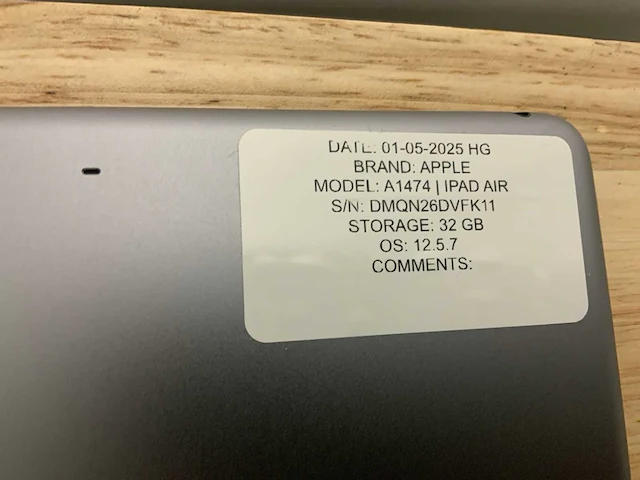 DATE: 01-05-2025 HG
BRAND: APPLE
MODEL: A1474 | IPAD AIR
S/N: DMQN26DVFK11
STORAGE: 32 GB
OS: 12.5.7
COMMENTS: